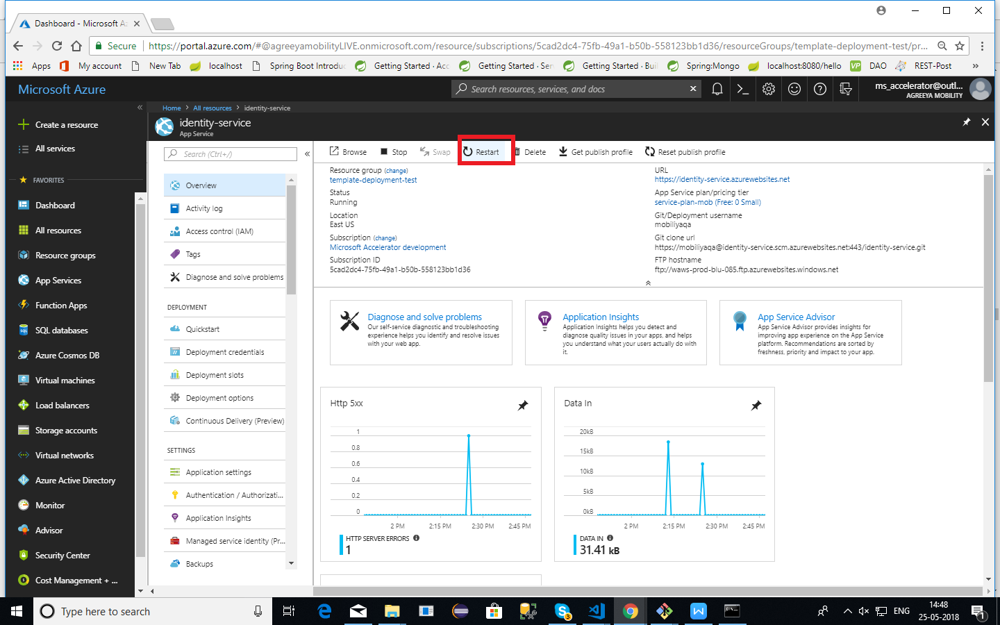 Dashboard - Microsoft Az
Secure
https://portal.azure.com/#@agreeyamobilityLIVE.onmicrosoft.com/resource/subscriptions/5cad2dc4-75fb-49a1-b50b-558123bb1d36/resourceGroups/template-deployment-test/pr...
Apps
My account
New Tab
localhost
Spring Boot Introdu
Getting Started · Acc
Getting Started · Ser
Getting Started · Buil
Spring:Mongo
localhost:8080/hello
VP DAO
REST-Post
»
Microsoft Azure
Search resources, services, and docs
ms_accelerator@outl...
AGREEYA MOBILITY
Home > All resources > identity-service
identity-service
App Service
Create a resource
All services
FAVORITES
Dashboard
All resources
Resource groups
App Services
Function Apps
SQL databases
Azure Cosmos DB
Virtual machines
Load balancers
Storage accounts
Virtual networks
Azure Active Directory
Monitor
Advisor
Security Center
Cost Management + ...
Search (Ctrl+/)
Overview
Activity log
Access control (IAM)
Tags
Diagnose and solve problems
DEPLOYMENT
Quickstart
Deployment credentials
Deployment slots
Deployment options
Continuous Delivery (Preview)
SETTINGS
Application settings
Authentication / Authorizati...
Application Insights
Managed service identity (Pr...
Backups
Browse
Stop
Swap
Restart
Delete
Get publish profile
Reset publish profile
Resource group (change)
template-deployment-test
Status
Running
Location
East US
Subscription (change)
Microsoft Accelerator development
Subscription ID
5cad2dc4-75fb-49a1-b50b-558123bb1d36
URL
https://identity-service.azurewebsites.net
App Service plan/pricing tier
service-plan-mob (Free: 0 Small)
Git/Deployment username
mobiliyaqa
Git clone url
https://mobiliyaqa@identity-service.scm.azurewebsites.net:443/identity-service.git
FTP hostname
ftp://waws-prod-blu-085.ftp.azurewebsites.windows.net
Diagnose and solve problems
Our self-service diagnostic and troubleshooting
experience helps you identify and resolve issues
with your web app.
Application Insights
Application Insights helps you detect and
diagnose quality issues in your apps, and helps
you understand what your users actually do with
it.
App Service Advisor
App Service Advisor provides insights for
improving app experience on the App Service
platform. Recommendations are sorted by
freshness, priority and impact to your app.
Http 5xx
1
0.8
0.6
0.4
0.2
0
2 PM 2:15 PM 2:30 PM 2:45 PM
HTTP SERVER ERRORS
1
Data In
20kB
15kB
10kB
5kB
0kB
2 PM 2:15 PM 2:30 PM 2:45 PM
DATA IN
31.41 kB
Type here to search
3
W
ENG
14:48
25-05-2018
1